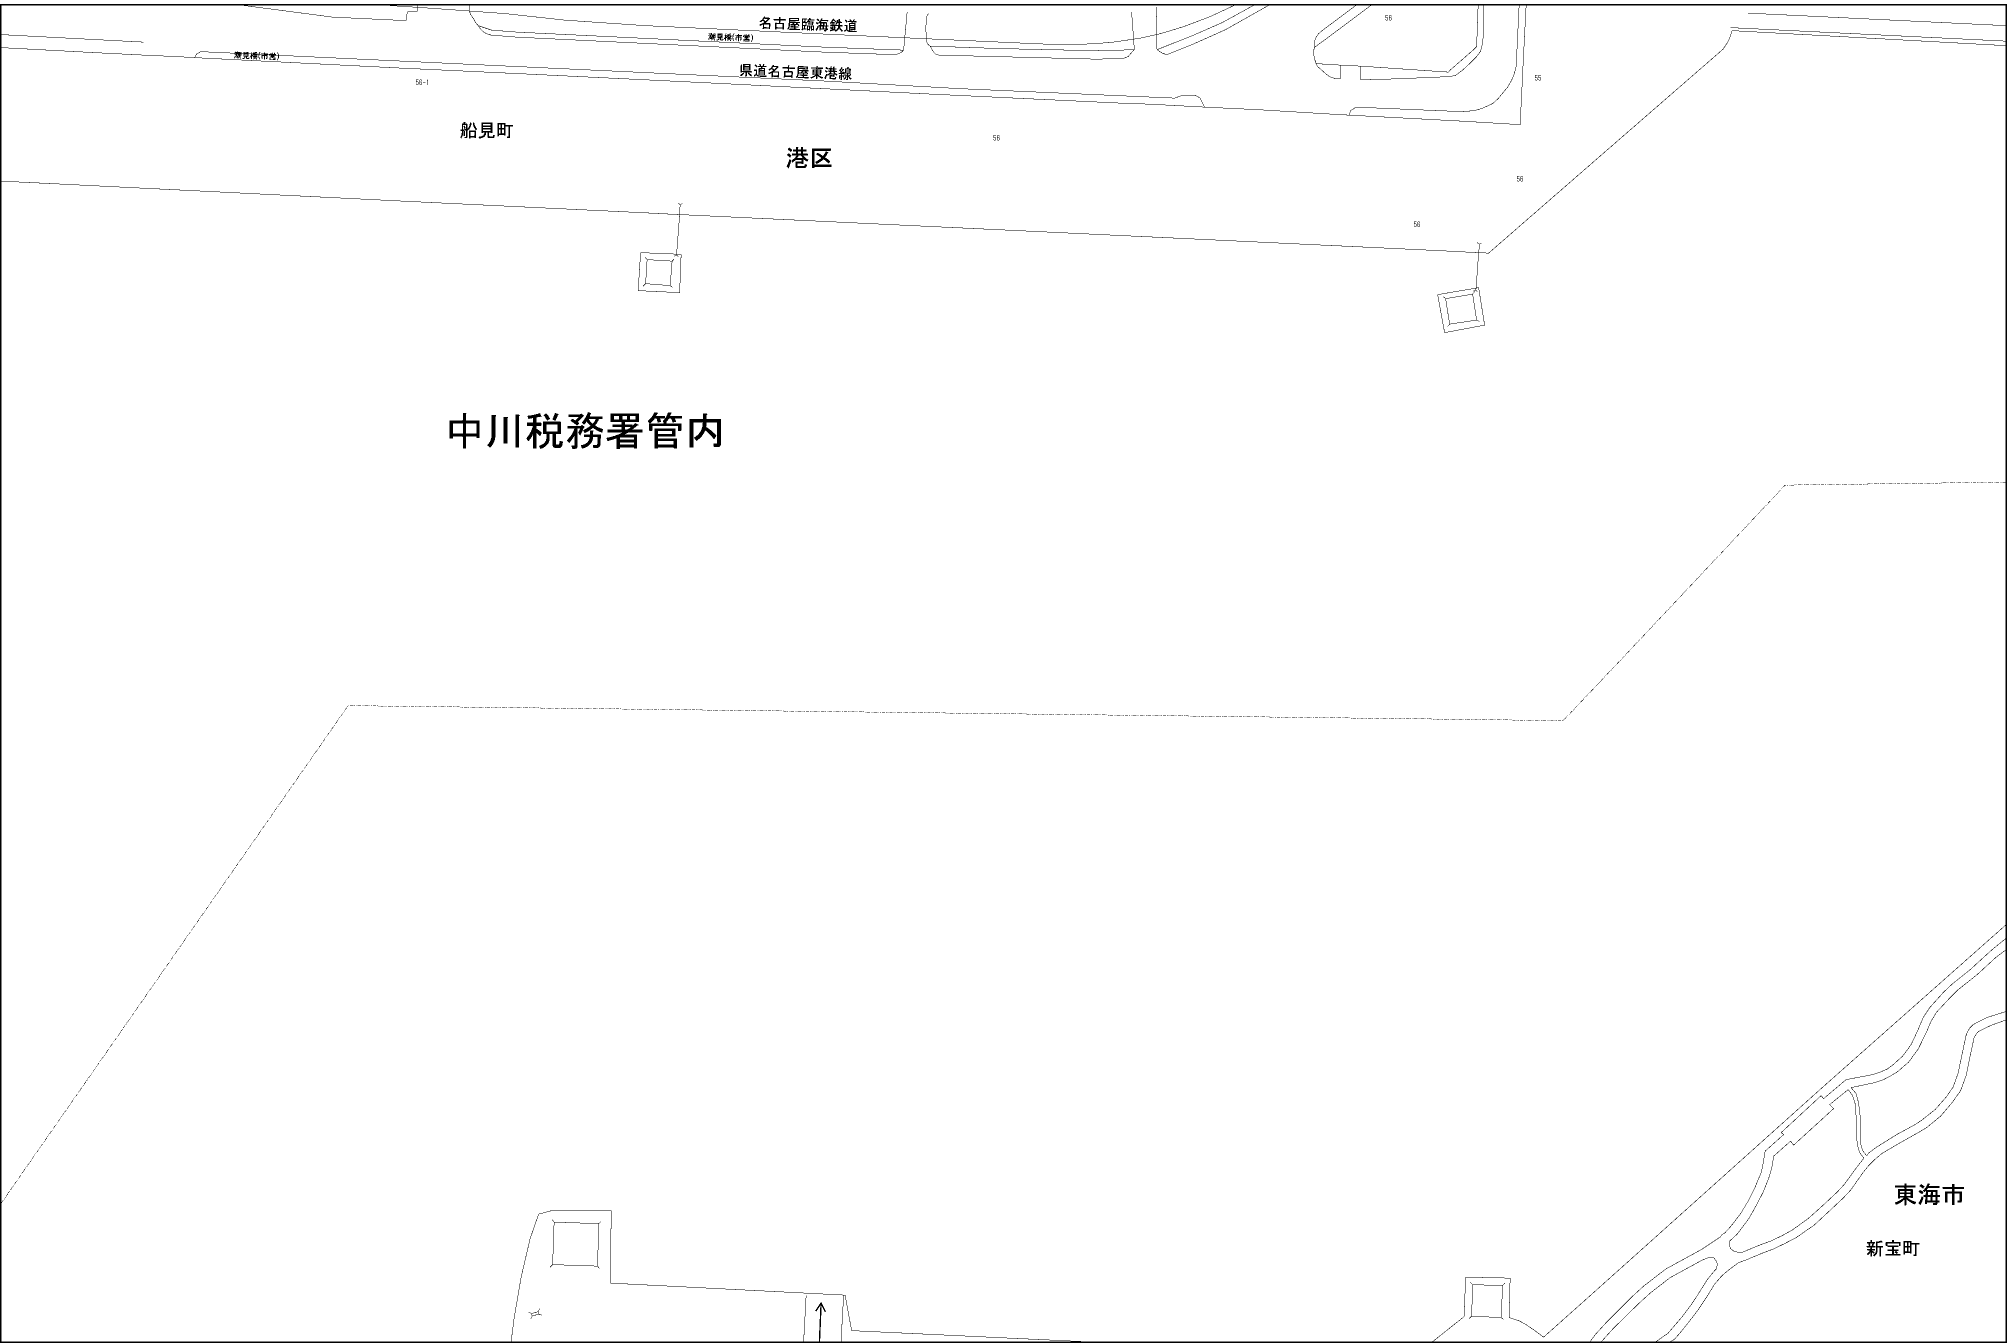 56
名古屋臨海鉄道
潮見橋(市営)
潮見橋(市営)
県道名古屋東港線
56-1
55
船見町
56
港区
56
56
中川税務署管内
東海市
新宝町